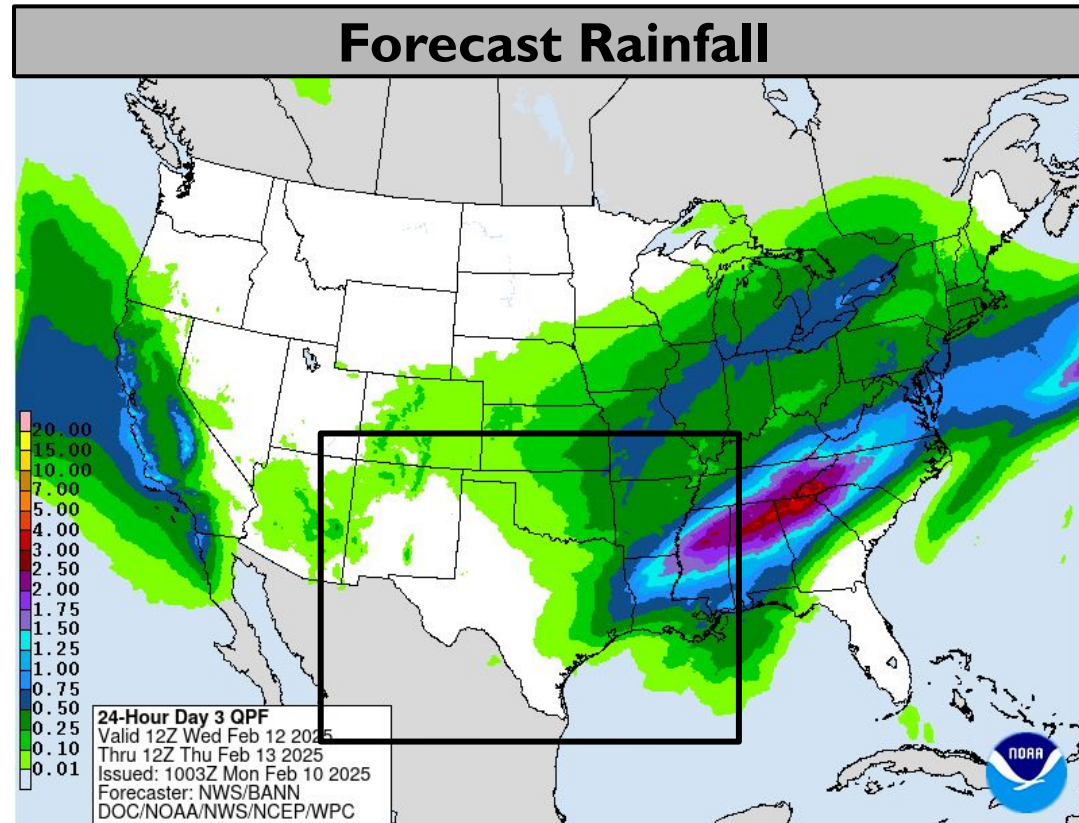 Forecast Rainfall
20.00
15.00
10.00
7.00
5.00
4.00
3.00
2.50
2.00
1.75
1.50
1.25
1.00
0.75
0.50
0.25
0.10
0.01
24-Hour Day 3 QPF
Valid 12Z Wed Feb 12 2025
Thru 12Z Thu Feb 13 2025
Issued: 1003Z Mon Feb 10 2025
Forecaster: NWS/BANN
DOC/NOAA/NWS/NCEP/WPC
NOAA